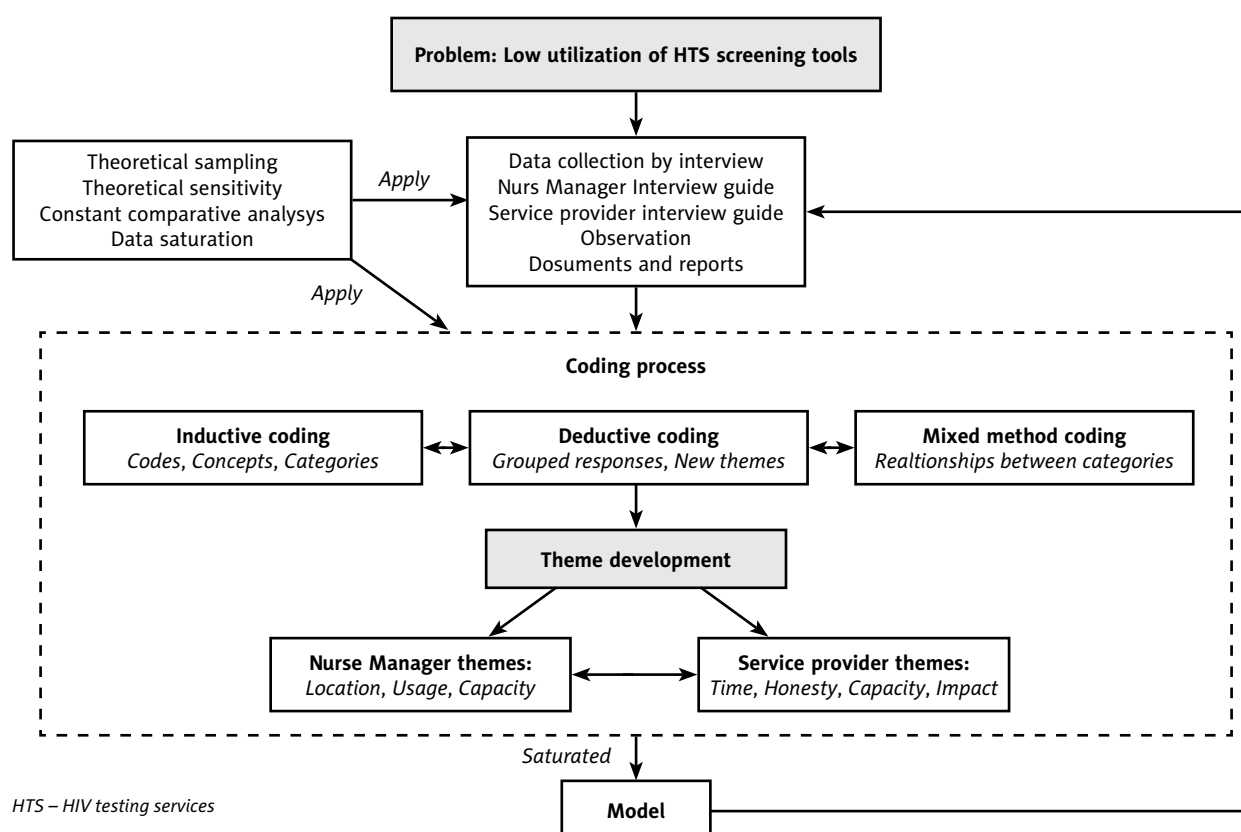 Problem: Low utilization of HTS screening tools
Theoretical sampling
Theoretical sensitivity
Constant comparative analysys
Data saturation
Apply
Data collection by interview
Nurs Manager Interview guide
Service provider interview guide
Observation
Dosuments and reports
Apply
Coding process
Inductive coding
Codes, Concepts, Categories
Deductive coding
Grouped responses, New themes
Mixed method coding
Realtionships between categories
Theme development
Nurse Manager themes:
Location, Usage, Capacity
Service provider themes:
Time, Honesty, Capacity, Impact
Saturated
HTS – HIV testing services
Model